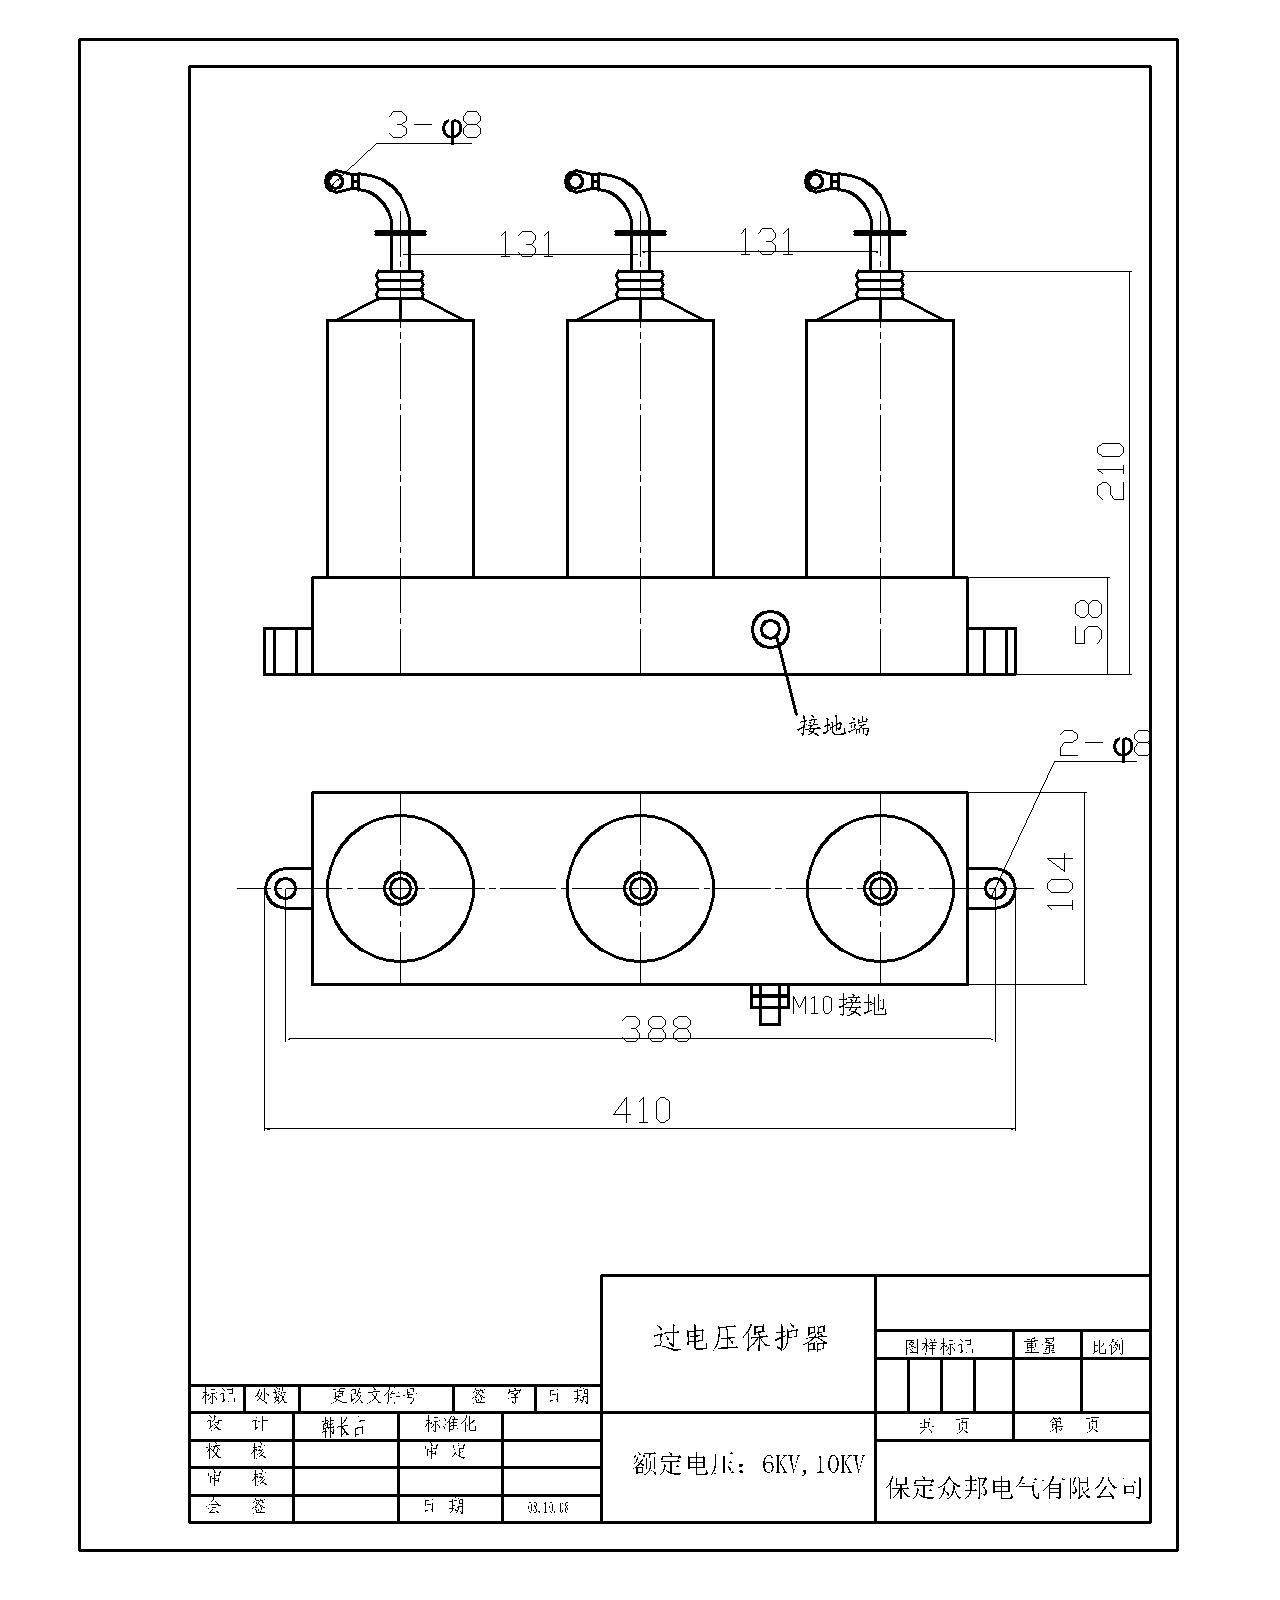 3-φ8
131
131
210
58
接地端
2-φ8
104
M10接地
388
410
过电压保护器
图样标记 重量 比例
标记 处数 更改文件号 签 字 日 期
设 计 韩长占 标准化
共 页 第 页
校 核 审 定
额定电压：6KV,10KV
审 核
保定众邦电气有限公司
会 签 日 期 08.10.08